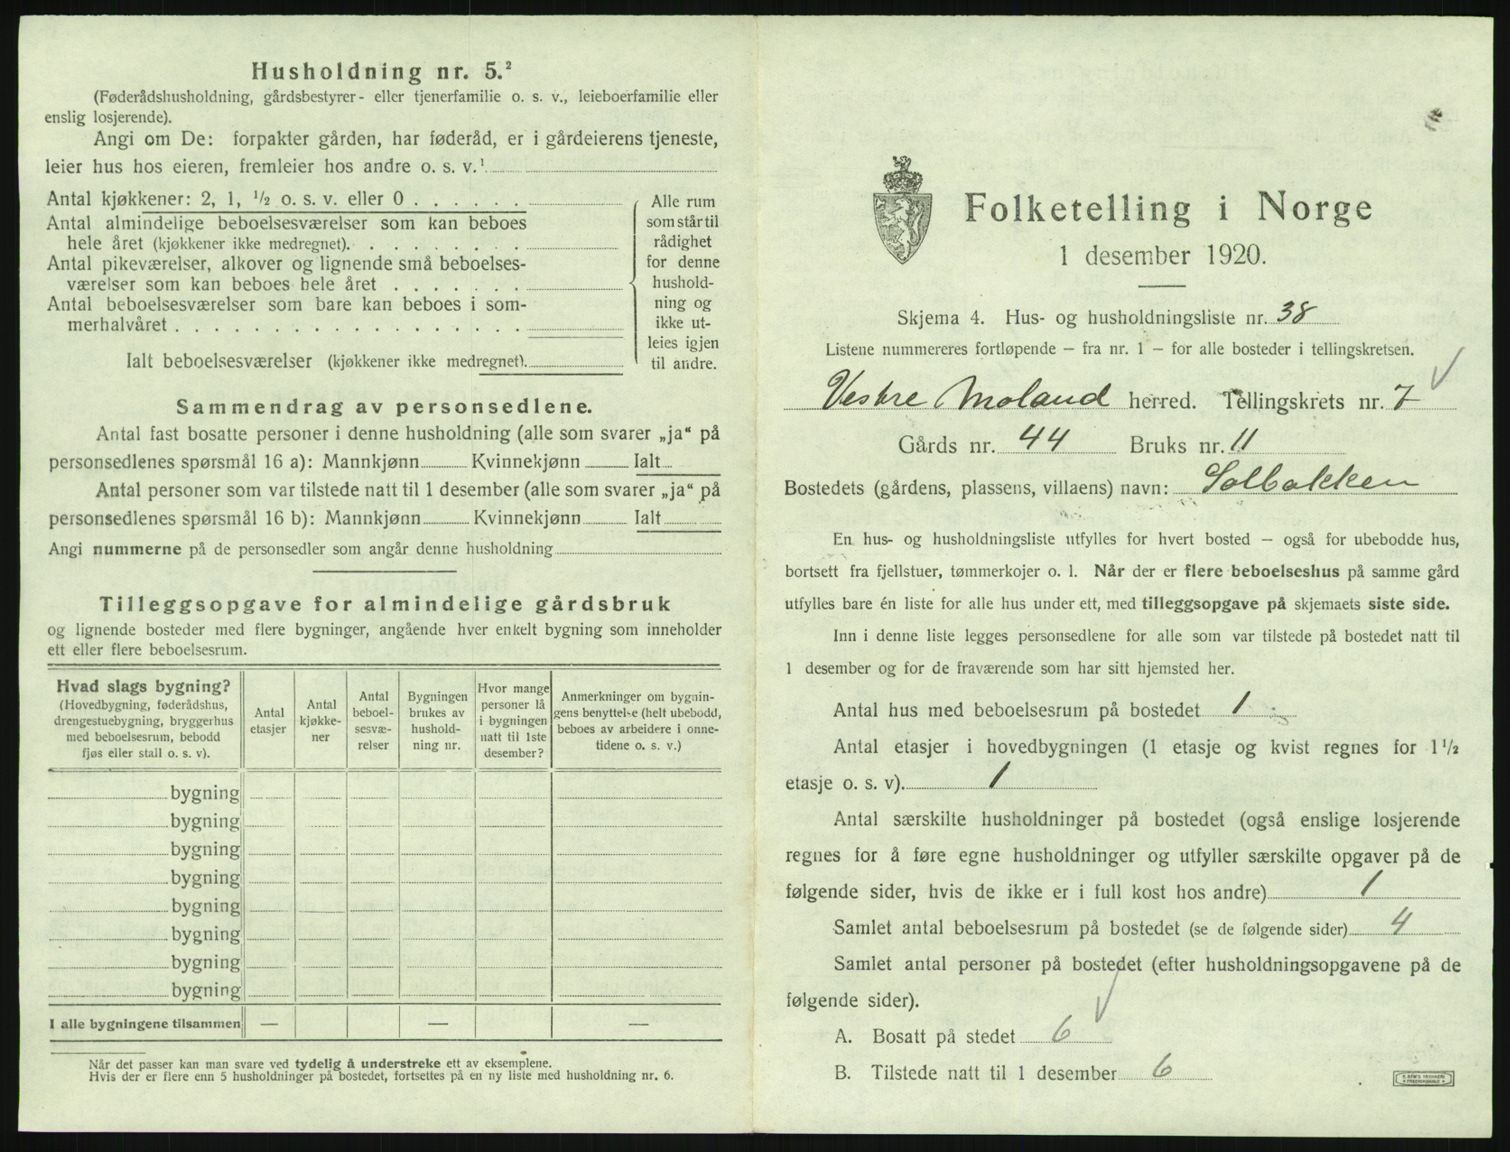 Husholdning nr. 5.²
(Føderådshusholdning, gårdsbestyrer- eller tjenerfamilie o. s. v., leieboerfamilie eller
enslig losjerende).
Angi om De: forpakter gården, har føderåd, er i gårdeierens tjeneste,
leier hus hos eieren, fremleier hos andre o. s. v.¹
Antal kjøkkener: 2, 1, ½ o. s. v. eller 0 . . . . . .
Antal almindelige beboelsesværelser som kan beboes
hele året (kjøkkener ikke medregnet). . . . . . . . .
Antal pikeværelser, alkover og lignende små beboelses-
værelser som kan beboes hele året . . . . . . .
Antal beboelsesværelser som bare kan beboes i som-
merhalvåret . . . . . . . . . . . . . . . . . .
Ialt beboelsesværelser (kjøkkener ikke medregnet).
Alle rum
som står til
rådighet
for denne
hushold-
ning og
ikke ut-
leies igjen
til andre.
Sammendrag av personsedlene.
Antal fast bosatte personer i denne husholdning (alle som svarer „ja“ på
personsedlenes spørsmål 16 a): Mannkjønn Kvinnekjønn Ialt
Antal personer som var tilstede natt til 1 desember (alle som svarer „ja“ på
personsedlenes spørsmål 16 b): Mannkjønn Kvinnekjønn Ialt
Angi nummerne på de personsedler som angår denne husholdning
Tilleggsopgave for almindelige gårdsbruk
og lignende bosteder med flere bygninger, angående hver enkelt bygning som inneholder
ett eller flere beboelsesrum.
Hvad slags bygning?
(Hovedbygning, føderådshus,
drengestuebygning, bryggerhus
med beboelsesrum, bebodd
fjøs eller stall o. s. v).
Antal
etasjer
Antal
kjøkke-
ner
Antal
beboel-
sesvæ-
relser
Bygningen
brukes av
hushold-
ning nr.
Hvor mange
personer lå
i bygningen
natt til 1ste
desember?
Anmerkninger om bygnin-
gens benyttelse (helt ubebodd,
beboes av arbeidere i onne-
tidene o. s. v.)
bygning
bygning
bygning
bygning
bygning
bygning
bygning
bygning
I alle bygningene tilsammen — — —
Når det passer kan man svare ved tydelig å understreke ett av eksemplene.
Hvis der er flere enn 5 husholdninger på bostedet, fortsettes på en ny liste med husholdning nr. 6.
Folketelling i Norge
1 desember 1920.
Skjema 4. Hus- og husholdningsliste nr. 38
Listene nummereres fortløpende — fra nr. 1 — for alle bosteder i tellingskretsen.
Vestre Moland herred. Tellingskrets nr. 7
Gårds nr. 44 Bruks nr. 11
Bostedets (gårdens, plassens, villaens) navn: Solbakken
En hus- og husholdningsliste utfylles for hvert bosted — også for ubebodde hus,
bortsett fra fjellstuer, tømmerkojer o. l. Når der er flere beboelseshus på samme gård
utfylles bare én liste for alle hus under ett, med tilleggsopgave på skjemaets siste side.
Inn i denne liste legges personsedlene for alle som var tilstede på bostedet natt til
1 desember og for de fraværende som har sitt hjemsted her.
Antal hus med beboelsesrum på bostedet 1
Antal etasjer i hovedbygningen (1 etasje og kvist regnes for 1½
etasje o. s. v). 1
Antal særskilte husholdninger på bostedet (også enslige losjerende
regnes for å føre egne husholdninger og utfyller særskilte opgaver på de
følgende sider, hvis de ikke er i full kost hos andre) 1
Samlet antal beboelsesrum på bostedet (se de følgende sider) 4
Samlet antal personer på bostedet (efter husholdningsopgavene på de
følgende sider).
A. Bosatt på stedet 6
B. Tilstede natt til 1 desember 6